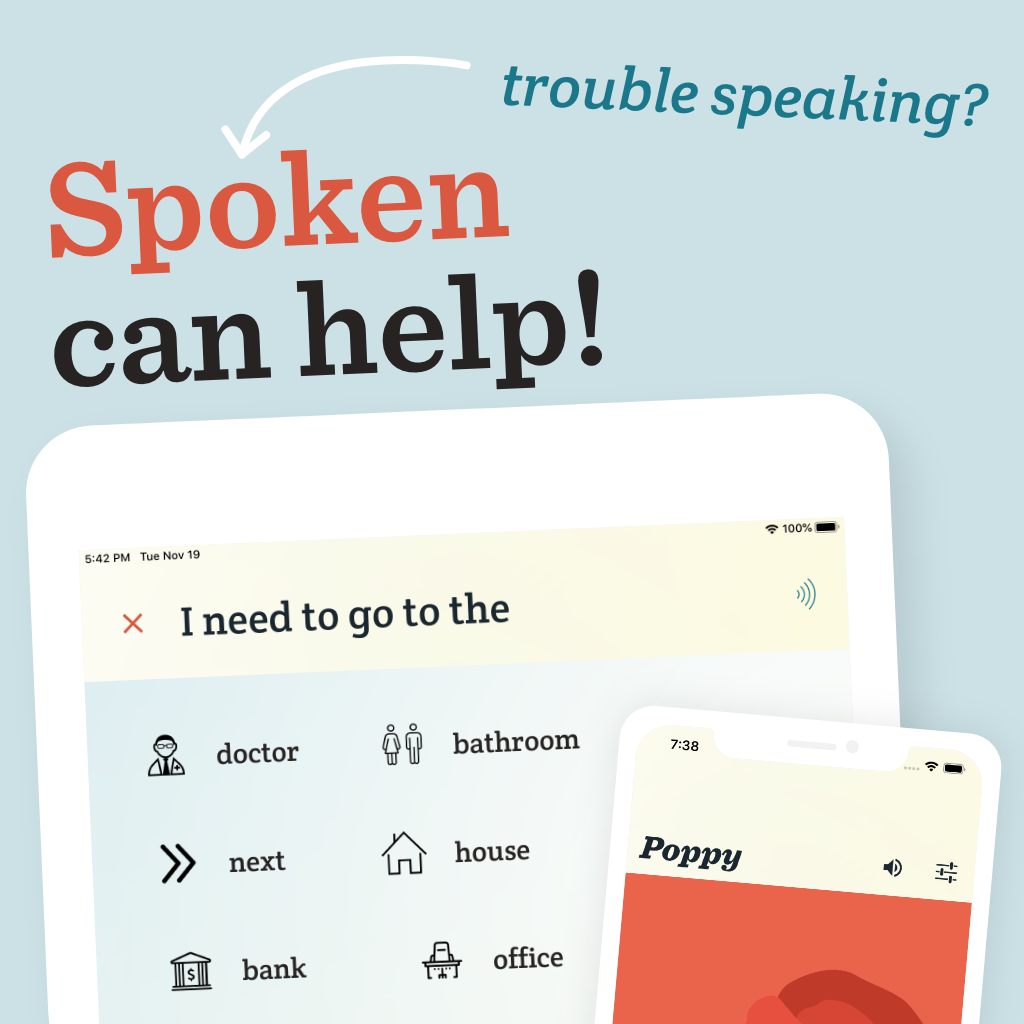 trouble speaking?
Spoken
can help!
5:42 PM Tue Nov 19
100%
I need to go to the
doctor
bathroom
next
house
bank
office
7:38
Poppy
$